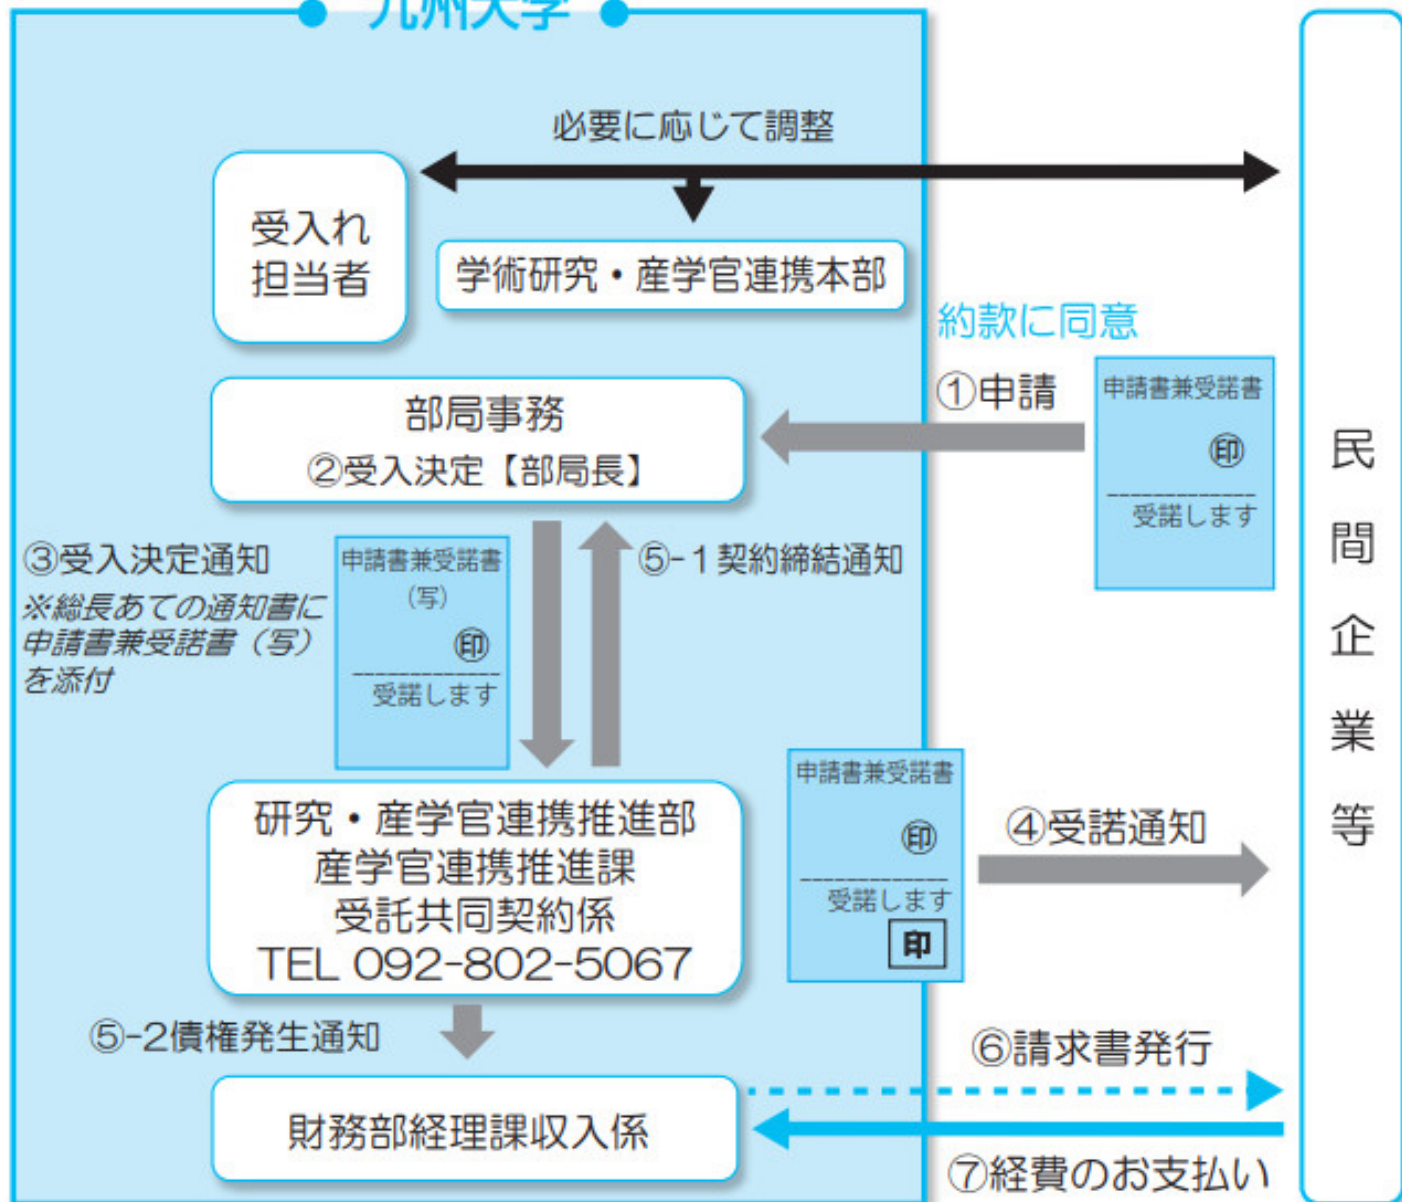 九州大学
必要に応じて調整
受入れ
担当者
学術研究・産学官連携本部
約款に同意
①申請
申請書兼受諾書
㊞
受諾します
部局事務
②受入決定【部局長】
③受入決定通知
※総長あての通知書に
申請書兼受諾書（写）
を添付
申請書兼受諾書
（写）
㊞
受諾します
⑤-1契約締結通知
研究・産学官連携推進部
産学官連携推進課
受託共同契約係
TEL 092-802-5067
申請書兼受諾書
㊞
受諾します
印
④受諾通知
⑤-2債権発生通知
⑥請求書発行
財務部経理課収入係
⑦経費のお支払い
民間企業等